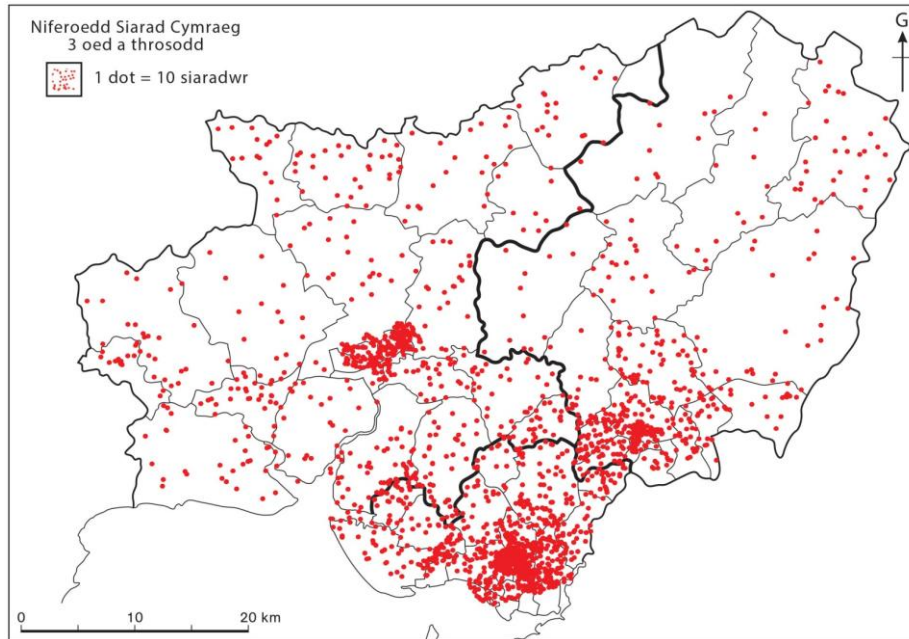 Niferoedd Siarad Cymraeg
3 oed a throsodd
1 dot = 10 siaradwr
G
0 10 20 km